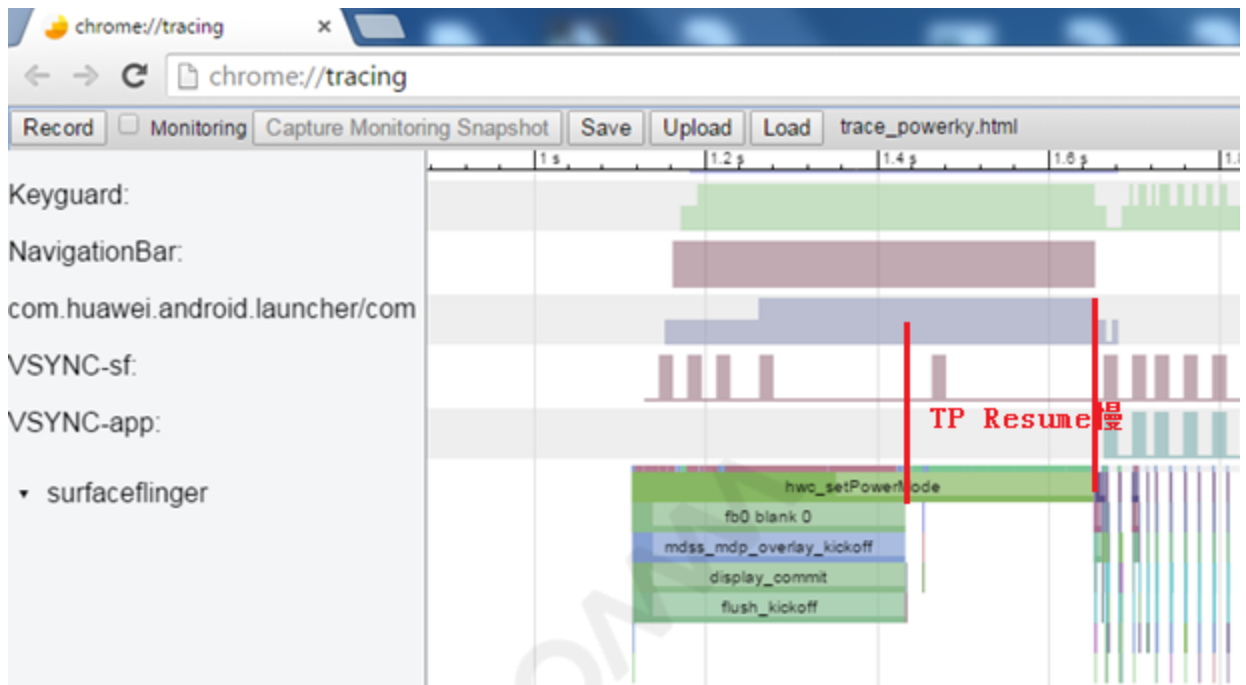 chrome://tracing ×
chrome://tracing
Record Monitoring Capture Monitoring Snapshot Save Upload Load trace_powerky.html
1 s 1.2 s 1.4 s 1.6 s 1.8
Keyguard:
NavigationBar:
com.huawei.android.launcher/com
VSYNC-sf:
VSYNC-app:
TP Resume慢
surfaceflinger
hwc_setPowerMode
fb0 blank 0
mdss_mdp_overlay_kickoff
display_commit
flush_kickoff